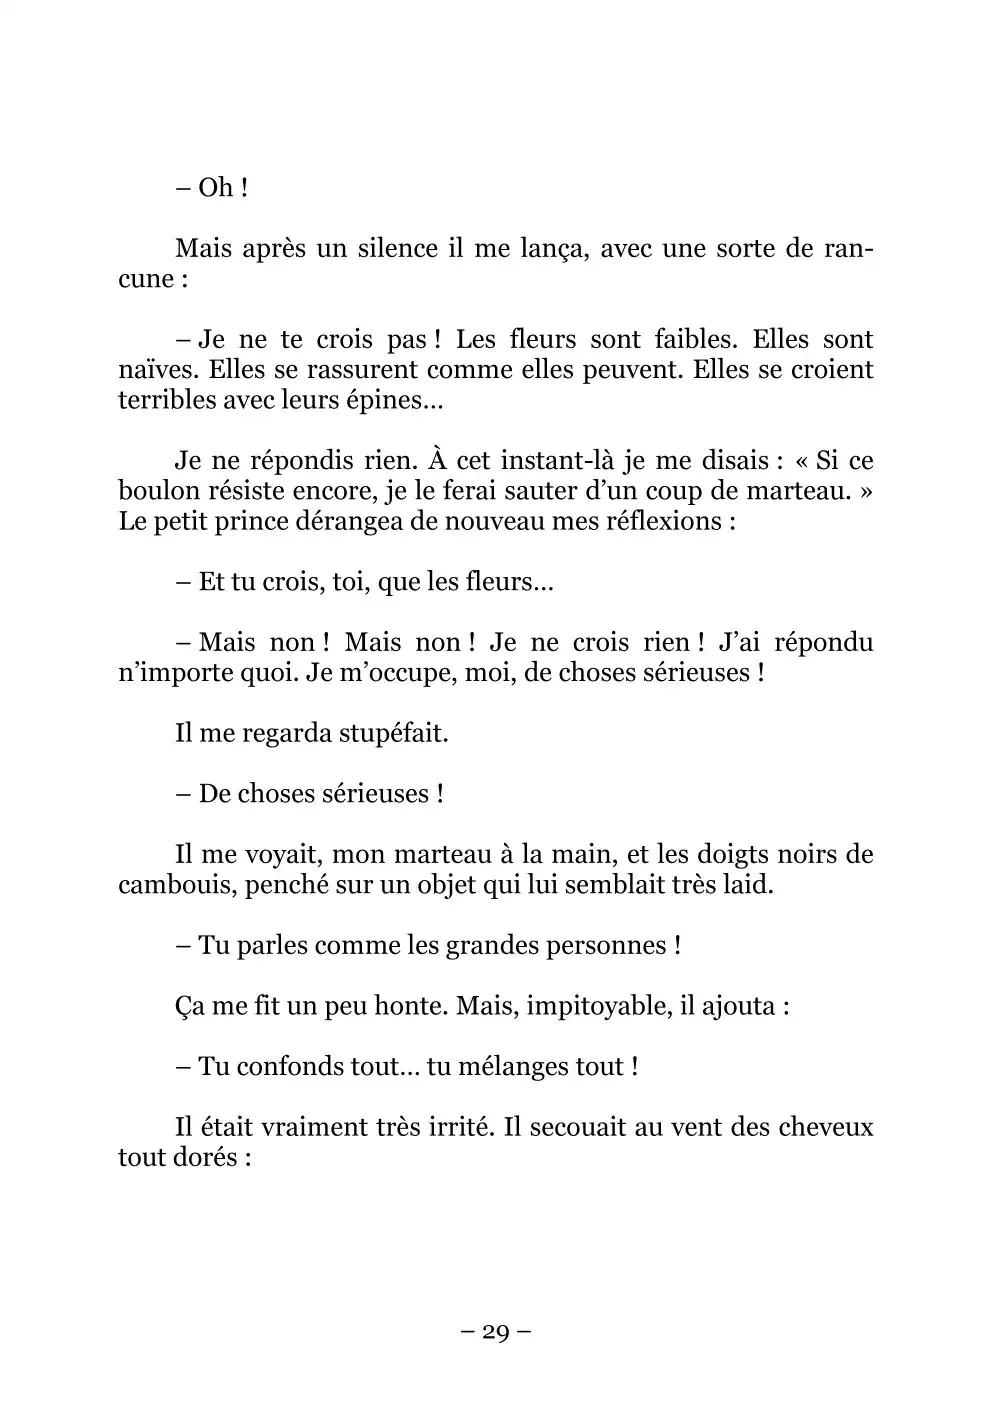 – Oh !
Mais après un silence il me lança, avec une sorte de ran-
cune :
– Je ne te crois pas ! Les fleurs sont faibles. Elles sont
naïves. Elles se rassurent comme elles peuvent. Elles se croient
terribles avec leurs épines…
Je ne répondis rien. À cet instant-là je me disais : « Si ce
boulon résiste encore, je le ferai sauter d’un coup de marteau. »
Le petit prince dérangea de nouveau mes réflexions :
– Et tu crois, toi, que les fleurs…
– Mais non ! Mais non ! Je ne crois rien ! J’ai répondu
n’importe quoi. Je m’occupe, moi, de choses sérieuses !
Il me regarda stupéfait.
– De choses sérieuses !
Il me voyait, mon marteau à la main, et les doigts noirs de
cambouis, penché sur un objet qui lui semblait très laid.
– Tu parles comme les grandes personnes !
Ça me fit un peu honte. Mais, impitoyable, il ajouta :
– Tu confonds tout… tu mélanges tout !
Il était vraiment très irrité. Il secouait au vent des cheveux
tout dorés :
– 29 –